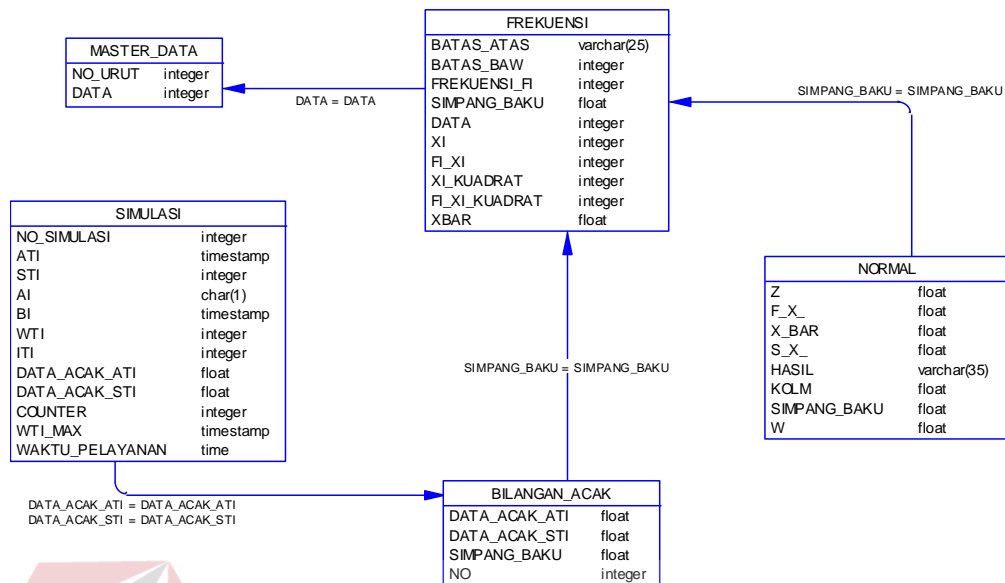 MASTER_DATA
NO_URUT integer
DATA integer
DATA = DATA
FREKUENSI
BATAS_ATAS varchar(25)
BATAS_BAW integer
FREKUENSI_FI integer
SIMPANG_BAKU float
DATA integer
XI integer
FI_XI integer
XI_KUADRAT integer
FI_XI_KUADRAT integer
XBAR float
SIMPANG_BAKU = SIMPANG_BAKU
SIMULASI
NO_SIMULASI integer
ATI timestamp
STI integer
AI char(1)
BI timestamp
WTI integer
ITI integer
DATA_ACAK_ATI float
DATA_ACAK_STI float
COUNTER integer
WTI_MAX timestamp
WAKTU_PELAYANAN time
NORMAL
Z float
F_X_ float
X_BAR float
S_X_ float
HASIL varchar(35)
KOLM float
SIMPANG_BAKU float
W float
SIMPANG_BAKU = SIMPANG_BAKU
DATA_ACAK_ATI = DATA_ACAK_ATI
DATA_ACAK_STI = DATA_ACAK_STI
BILANGAN_ACAK
DATA_ACAK_ATI float
DATA_ACAK_STI float
SIMPANG_BAKU float
NO integer